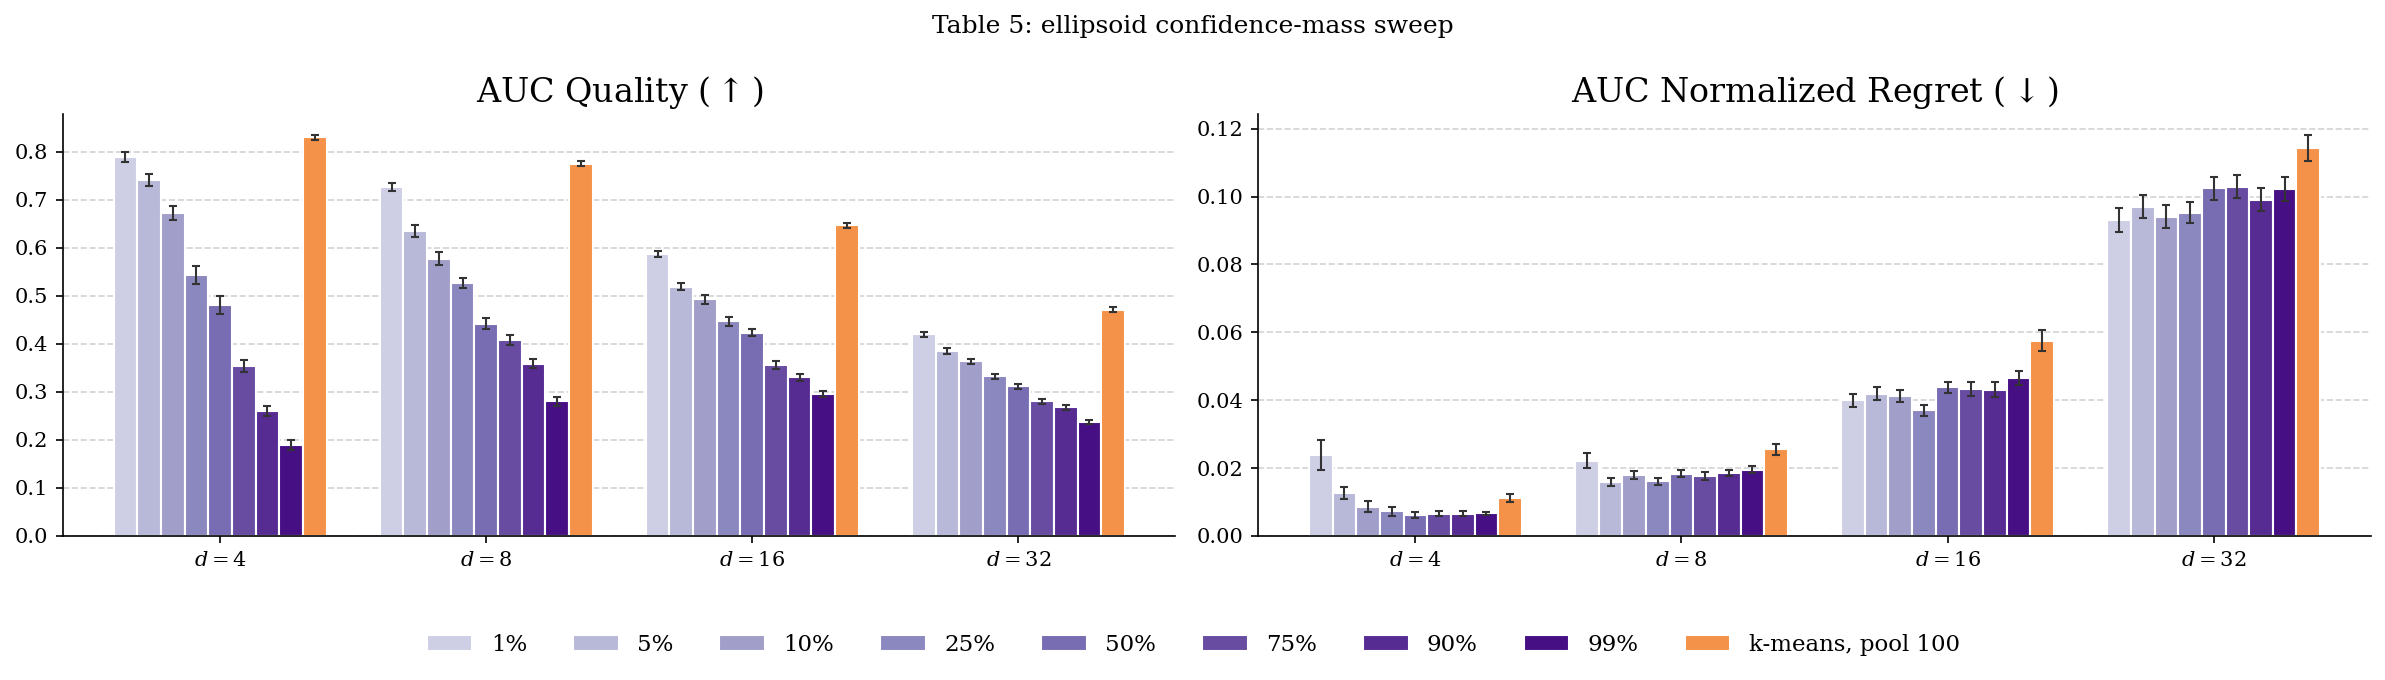 Table 5: ellipsoid confidence-mass sweep
AUC Quality ( ↑ )
0.8
0.7
0.6
0.5
0.4
0.3
0.2
0.1
0.0
d = 4
d = 8
d = 16
d = 32
AUC Normalized Regret ( ↓ )
0.12
0.10
0.08
0.06
0.04
0.02
0.00
d = 4
d = 8
d = 16
d = 32
1% 5% 10% 25% 50% 75% 90% 99% k-means, pool 100